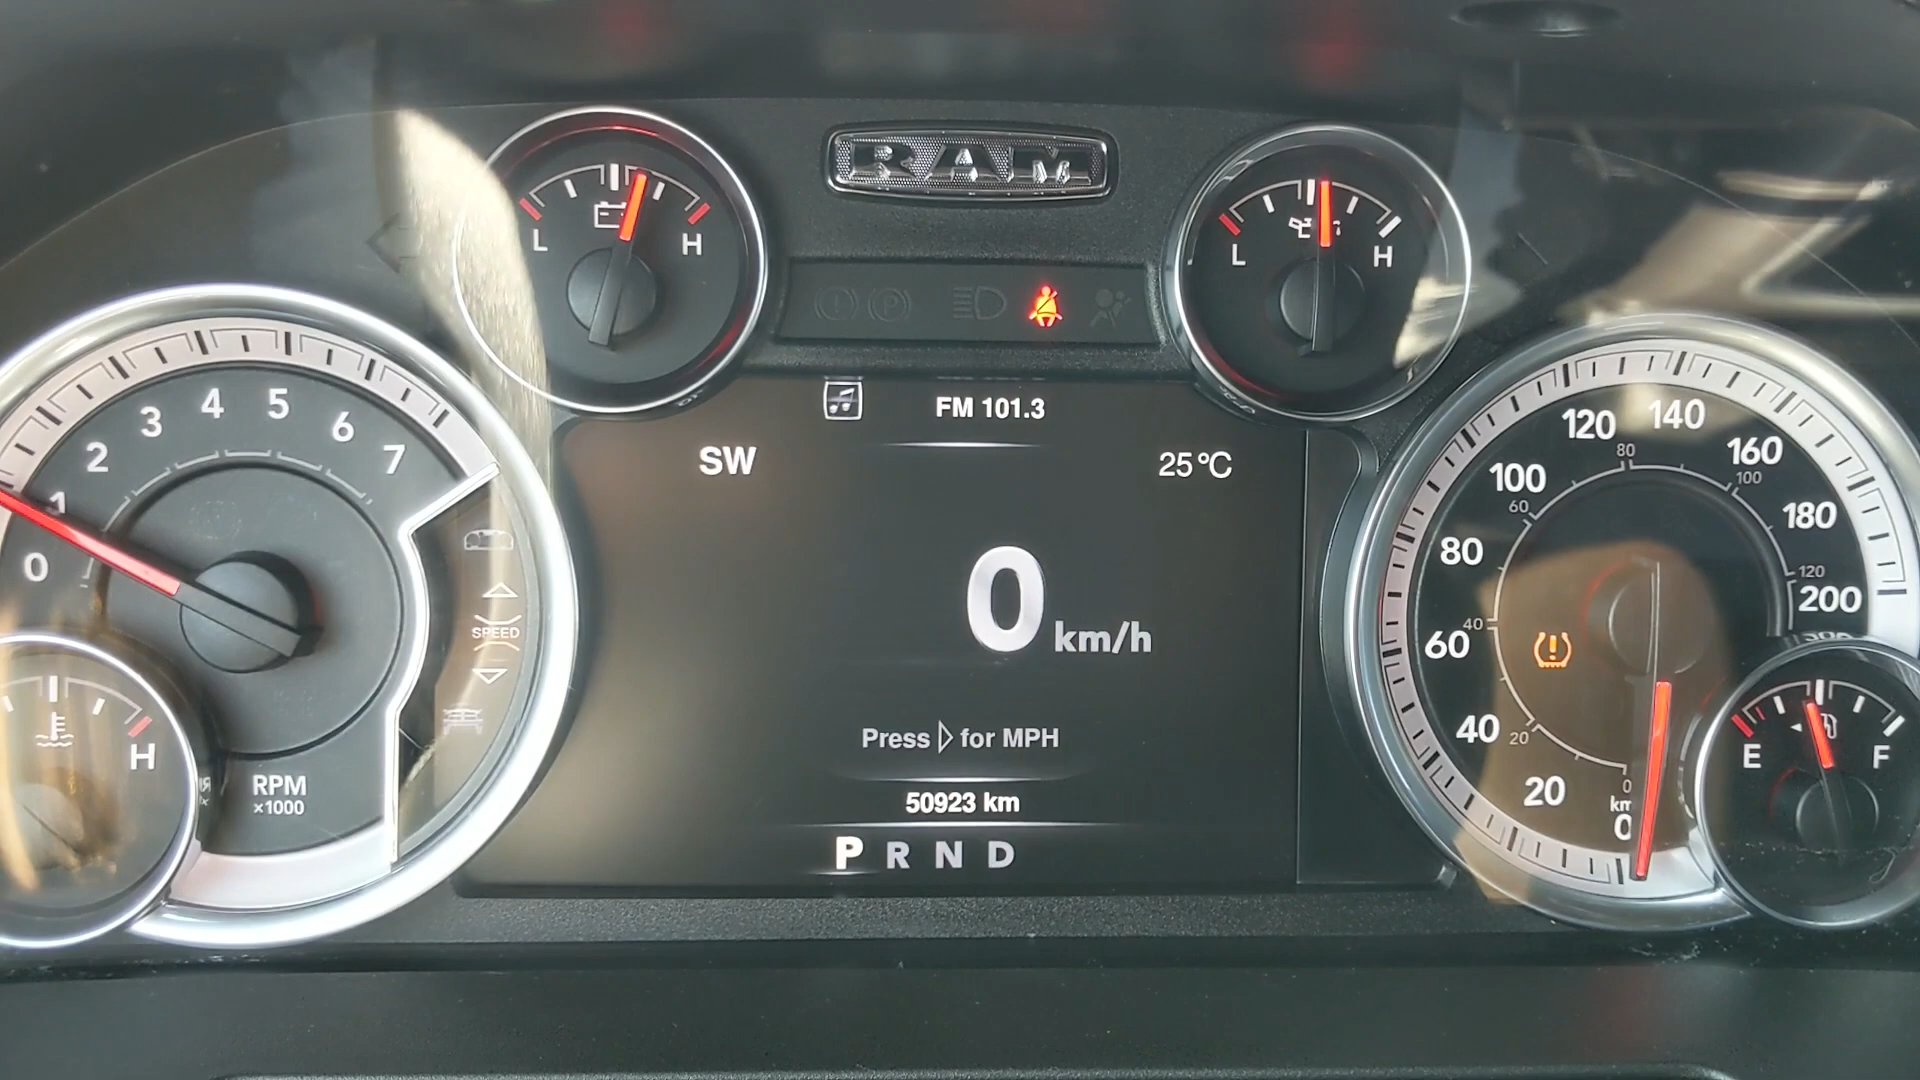 RAM
L H
L H
FM 101.3
SW 25°C
0 km/h
Press ▷ for MPH
50923 km
P R N D
0 1 2 3 4 5 6 7
RPM
×1000
SPEED
H
20 40 60 80 100 120 140 160 180 200
0 20 40 60 80 100 120
0
E F